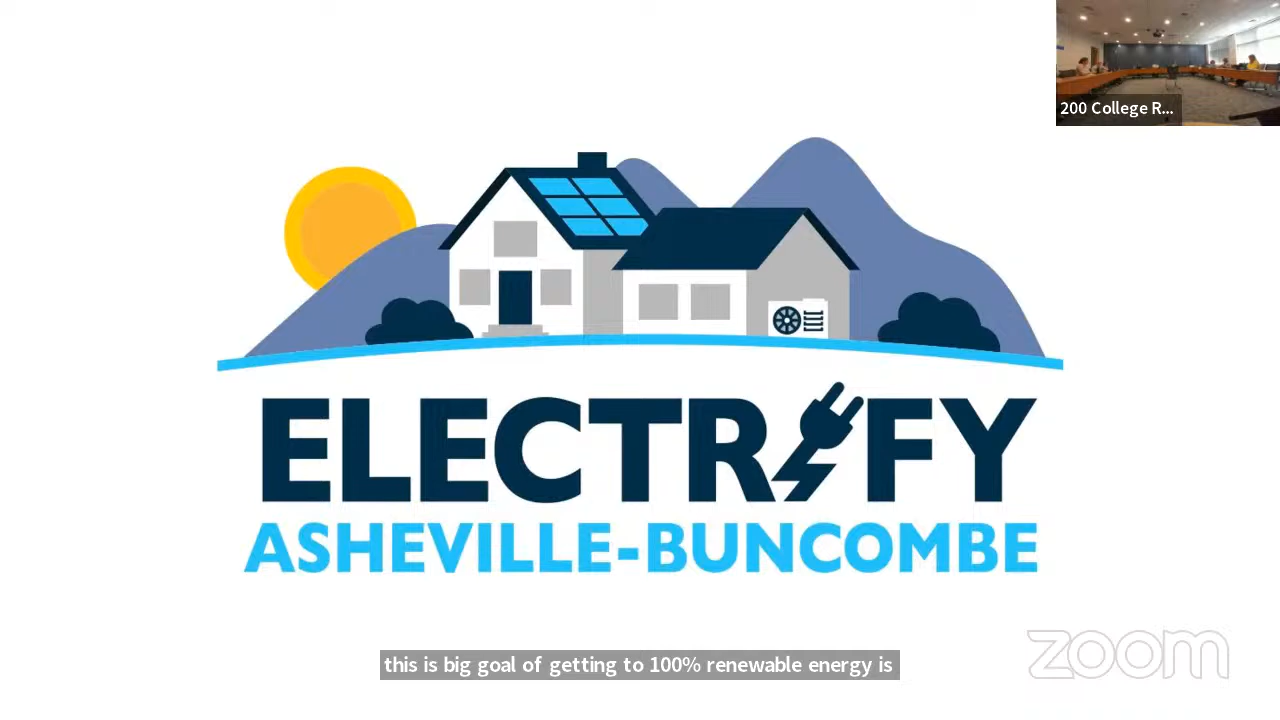 200 College R...
ELECTRIFY
ASHEVILLE-BUNCOMBE
this is big goal of getting to 100% renewable energy is
zoom